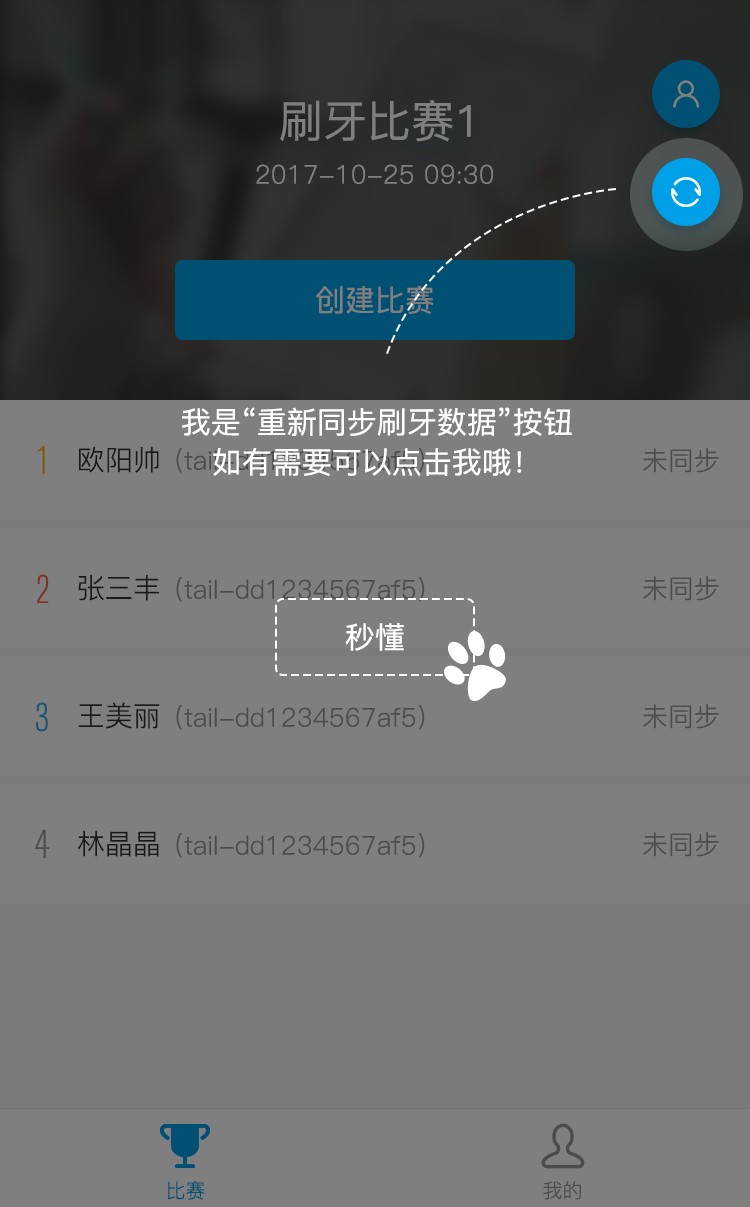 刷牙比赛1
2017-10-25 09:30
创建比赛
我是“重新同步刷牙数据”按钮
如有需要可以点击我哦!
1 欧阳帅 (tail-dd1234567af5) 未同步
2 张三丰 (tail-dd1234567af5) 未同步
秒懂
3 王美丽 (tail-dd1234567af5) 未同步
4 林晶晶 (tail-dd1234567af5) 未同步
比赛 我的